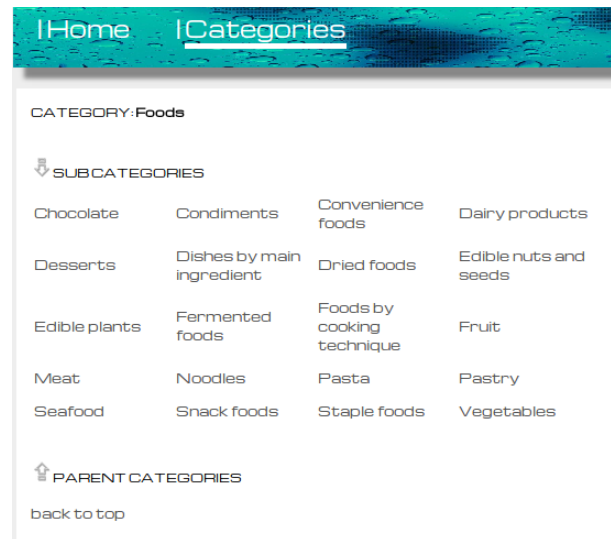 |Home |Categories
CATEGORY:Foods
SUBCATEGORIES
Chocolate Condiments Convenience foods Dairy products
Desserts Dishes by main ingredient Dried foods Edible nuts and seeds
Edible plants Fermented foods Foods by cooking technique Fruit
Meat Noodles Pasta Pastry
Seafood Snack foods Staple foods Vegetables
PARENT CATEGORIES
back to top